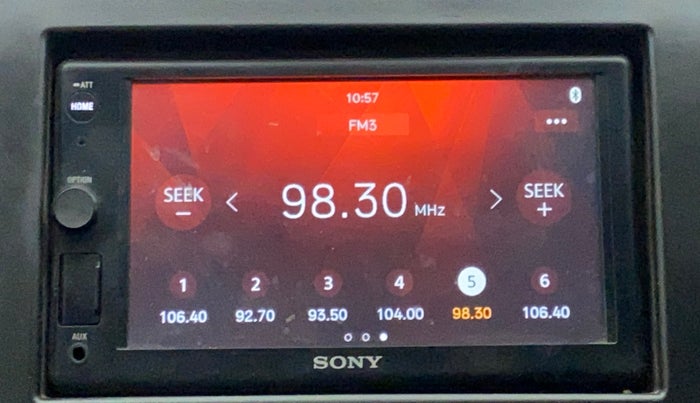 ATT
HOME
10:57
FM3
•••
OPTION
SEEK
−
<
98.30 MHz
>
SEEK
+
1 2 3 4 5 6
106.40 92.70 93.50 104.00 98.30 106.40
AUX
SONY